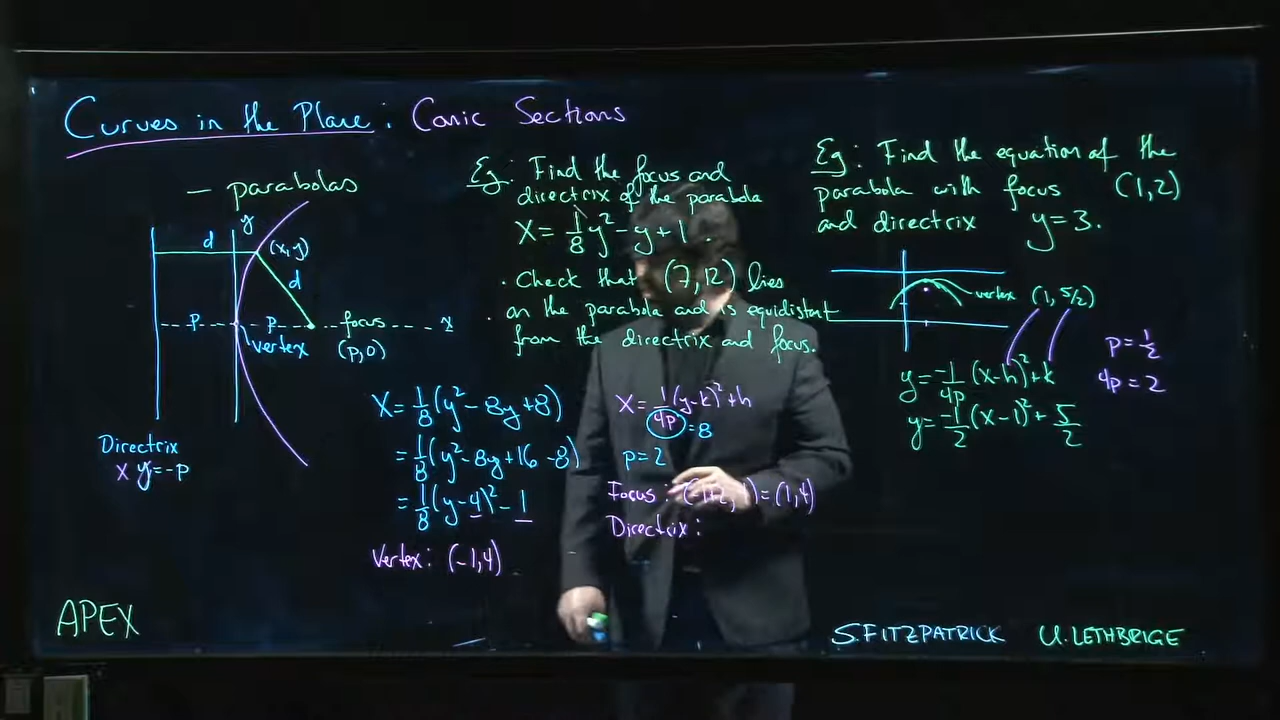 Curves in the Plane: Conic Sections
— parabolas
y
d
(x,y)
d
P
P
focus
x
vertex
(p,0)
Directrix
x y=-p
APEX
Eg: Find the focus and
directrix of the parabola
x = 1/8 y² - y + 1.
· Check that (7,12) lies
· on the parabola and is equidistant
from the directrix and focus.
x = 1/8 (y² - 8y + 8)
= 1/8 (y² - 8y + 16 - 8)
= 1/8 (y - 4)² - 1
Vertex: (-1,4)
x = 1/4p (y-k)² + h
= 8
p = 2
Focus: (-1+2, ) = (1,4)
Directrix:
Eg: Find the equation of the
parabola with focus (1,2)
and directrix y=3.
vertex (1, 5/2)
y = -1/4p (x-h)² + k
y = -1/2 (x-1)² + 5/2
p = 1/2
4p = 2
S.FITZPATRICK U.LETHBRIGE